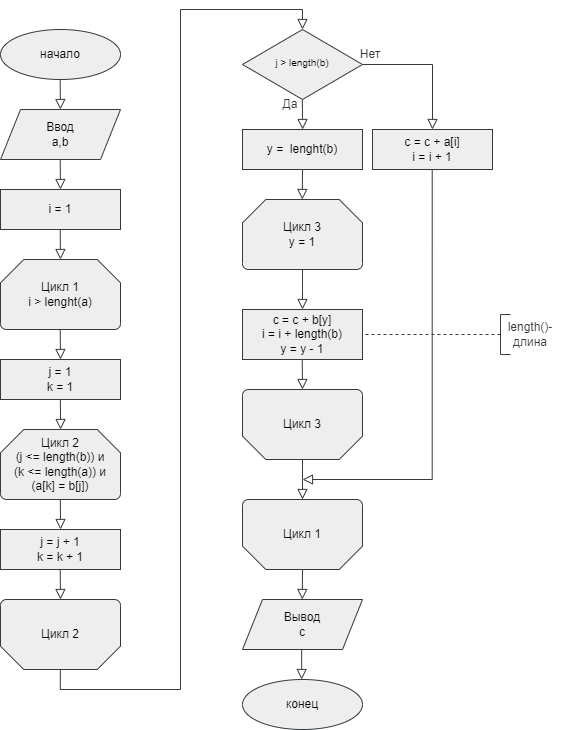 начало
Ввод
a,b
i = 1
Цикл 1
i > lenght(a)
j = 1
k = 1
Цикл 2
(j <= length(b)) и
(k <= length(a)) и
(a[k] = b[j])
j = j + 1
k = k + 1
Цикл 2
j > length(b)
Нет
Да
y =  lenght(b)
c = c + a[i]
i = i + 1
Цикл 3
y = 1
c = c + b[y]
i = i + length(b)
y = y - 1
length()-
длина
Цикл 3
Цикл 1
Вывод
c
конец